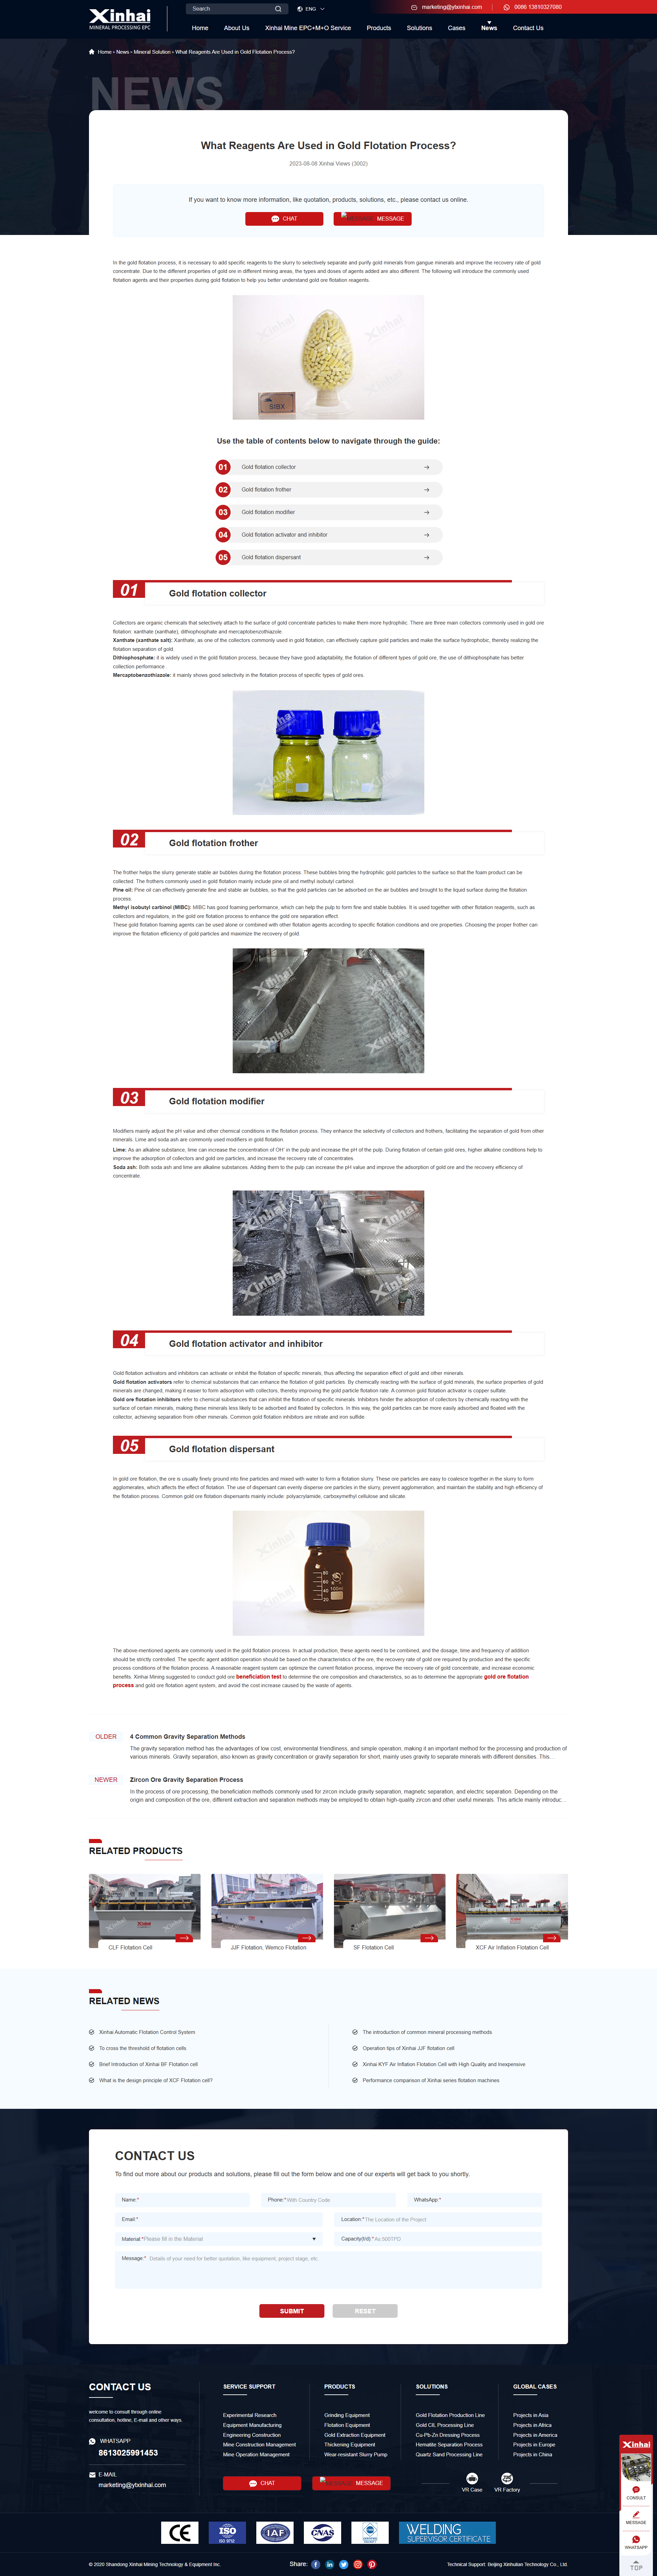 Xinhai
MINERAL PROCESSING EPC
Search
ENG
marketing@ytxinhai.com
0086 13810327080
Home
About Us
Xinhai Mine EPC+M+O Service
Products
Solutions
Cases
News
Contact Us
NEWS
Home > News > Mineral Solution > What Reagents Are Used in Gold Flotation Process?
What Reagents Are Used in Gold Flotation Process?
2023-08-08 Xinhai Views (3002)
If you want to know more information, like quotation, products, solutions, etc., please contact us online.
CHAT
MESSAGE
In the gold flotation process, it is necessary to add specific reagents to the slurry to selectively separate and purify gold minerals from gangue minerals and improve the recovery rate of gold
concentrate. Due to the different properties of gold ore in different mining areas, the types and doses of agents added are also different. The following will introduce the commonly used
flotation agents and their properties during gold flotation to help you better understand gold ore flotation reagents.
Xinhai
SIBX
Use the table of contents below to navigate through the guide:
01 Gold flotation collector
02 Gold flotation frother
03 Gold flotation modifier
04 Gold flotation activator and inhibitor
05 Gold flotation dispersant
01 Gold flotation collector
Collectors are organic chemicals that selectively attach to the surface of gold concentrate particles to make them more hydrophilic. There are three main collectors commonly used in gold ore
flotation: xanthate (xanthate), dithiophosphate and mercaptobenzothiazole.
Xanthate (xanthate salt): Xanthate, as one of the collectors commonly used in gold flotation, can effectively capture gold particles and make the surface hydrophobic, thereby realizing the
flotation separation of gold.
Dithiophosphate: it is widely used in the gold flotation process, because they have good adaptability, the flotation of different types of gold ore, the use of dithiophosphate has better
collection performance.
Mercaptobenzothiazole: it mainly shows good selectivity in the flotation process of specific types of gold ores.
02 Gold flotation frother
The frother helps the slurry generate stable air bubbles during the flotation process. These bubbles bring the hydrophilic gold particles to the surface so that the foam product can be
collected. The frothers commonly used in gold flotation mainly include pine oil and methyl isobutyl carbinol.
Pine oil: Pine oil can effectively generate fine and stable air bubbles, so that the gold particles can be adsorbed on the air bubbles and brought to the liquid surface during the flotation
process.
Methyl isobutyl carbinol (MIBC): MIBC has good foaming performance, which can help the pulp to form fine and stable bubbles. It is used together with other flotation reagents, such as
collectors and regulators, in the gold ore flotation process to enhance the gold ore separation effect.
These gold flotation foaming agents can be used alone or combined with other flotation agents according to specific flotation conditions and ore properties. Choosing the proper frother can
improve the flotation efficiency of gold particles and maximize the recovery of gold.
Xinhai
03 Gold flotation modifier
Modifiers mainly adjust the pH value and other chemical conditions in the flotation process. They enhance the selectivity of collectors and frothers, facilitating the separation of gold from other
minerals. Lime and soda ash are commonly used modifiers in gold flotation.
Lime: As an alkaline substance, lime can increase the concentration of OH⁻ in the pulp and increase the pH of the pulp. During flotation of certain gold ores, higher alkaline conditions help to
improve the adsorption of collectors and gold ore particles, and increase the recovery rate concentrates.
Soda ash: Both soda ash and lime are alkaline substances. Adding them to the pulp can increase the pH value and improve the adsorption of gold ore and the recovery efficiency of
concentrate.
Xinhai
04 Gold flotation activator and inhibitor
Gold flotation activators and inhibitors can activate or inhibit the flotation of specific minerals, thus affecting the separation effect of gold and other minerals.
Gold flotation activators refer to chemical substances that can enhance the flotation of gold particles. By chemically reacting with the surface of gold minerals, the surface properties of gold
minerals are changed, making it easier to form adsorption with collectors, thereby improving the gold particle flotation rate. A common gold flotation activator is copper sulfate.
Gold ore flotation inhibitors refer to chemical substances that can inhibit the flotation of specific minerals. Inhibitors hinder the adsorption of collectors by chemically reacting with the
surface of certain minerals, making these minerals less likely to be adsorbed and floated by collectors. In this way, the gold particles can be more easily adsorbed and floated with the
collector, achieving separation from other minerals. Common gold flotation inhibitors are nitrate and iron sulfide.
05 Gold flotation dispersant
In gold ore flotation, the ore is usually finely ground into fine particles and mixed with water to form a flotation slurry. These ore particles are easy to coalesce together in the slurry to form
agglomerates, which affects the effect of flotation. The use of dispersant can evenly disperse ore particles in the slurry, prevent agglomeration, and maintain the stability and high efficiency of
the flotation process. Common gold ore flotation dispersants mainly include: polyacrylamide, carboxymethyl cellulose and alkylate.
Xinhai
100ml
The above-mentioned agents are commonly used in the gold flotation process. In actual production, these agents need to be combined, and the dosage, time and frequency of addition
should be strictly controlled. The specific agent addition operation should be based on the characteristics of the ore, the recovery rate of gold ore required by production and the specific
process conditions of the flotation process. A reasonable reagent system can optimize the current flotation process, improve the recovery rate of gold concentrate, and increase economic
benefits. Xinhai Mining suggested to conduct gold ore beneficiation test to determine the ore composition and characteristics, so as to determine the appropriate gold ore flotation
process and gold ore flotation agent system, and avoid the cost increase caused by the waste of agents.
OLDER
4 Common Gravity Separation Methods
The gravity separation method has the advantages of low cost, environmental friendliness, and simple operation, making it an important method for the processing and production of
various minerals. Gravity separation, also known as gravity concentration or gravity separation for short, mainly uses gravity to separate minerals with different densities. This...
NEWER
Zircon Ore Gravity Separation Process
In the process of ore processing, the beneficiation methods commonly used for zircon include gravity separation, magnetic separation, and electric separation. Depending on the
origin and composition of the ore, different extraction and separation methods may be employed to obtain high-quality zircon and other useful minerals. This article mainly introduc...
RELATED PRODUCTS
CLF Flotation Cell
JJF Flotation, Wemco Flotation
SF Flotation Cell
XCF Air Inflation Flotation Cell
RELATED NEWS
Xinhai Automatic Flotation Control System
The introduction of common mineral processing methods
To cross the threshold of flotation cells
Operation tips of Xinhai JJF flotation cell
Brief Introduction of Xinhai BF Flotation cell
Xinhai KYF Air Inflation Flotation Cell with High Quality and Inexpensive
What is the design principle of XCF Flotation cell?
Performance comparison of Xinhai series flotation machines
CONTACT US
To find out more about our products and solutions, please fill out the form below and one of our experts will get back to you shortly.
Name:*
Phone:* With Country Code
WhatsApp:*
Email:*
Location:* The Location of the Project
Material:* Please fill in the Material
Capacity(t/d):* As 500TPD
Message:* Details of your need for better quotation, like equipment, project stage, etc.
SUBMIT
RESET
CONTACT US
welcome to consult through online
consultation, hotline, E-mail and other ways.
WHATSAPP
8613025991453
E-MAIL
marketing@ytxinhai.com
SERVICE SUPPORT
Experimental Research
Equipment Manufacturing
Engineering Construction
Mine Construction Management
Mine Operation Management
PRODUCTS
Grinding Equipment
Flotation Equipment
Gold Extraction Equipment
Thickening Equipment
Wear-resistant Slurry Pump
SOLUTIONS
Gold Flotation Production Line
Gold CIL Processing Line
Cu-Pb-Zn Dressing Process
Hematite Separation Process
Quartz Sand Processing Line
GLOBAL CASES
Projects in Asia
Projects in Africa
Projects in America
Projects in Europe
Projects in China
CHAT
MESSAGE
VR Case
VR Factory
Xinhai
CONSULT
MESSAGE
WHATSAPP
TOP
CE
ISO
IAF
CNAS
WELDING
SUPERVISOR CERTIFICATE
© 2020 Shandong Xinhai Mining Technology & Equipment Inc.
Share:
Technical Support: Beijing Xinhulian Technology Co., Ltd.